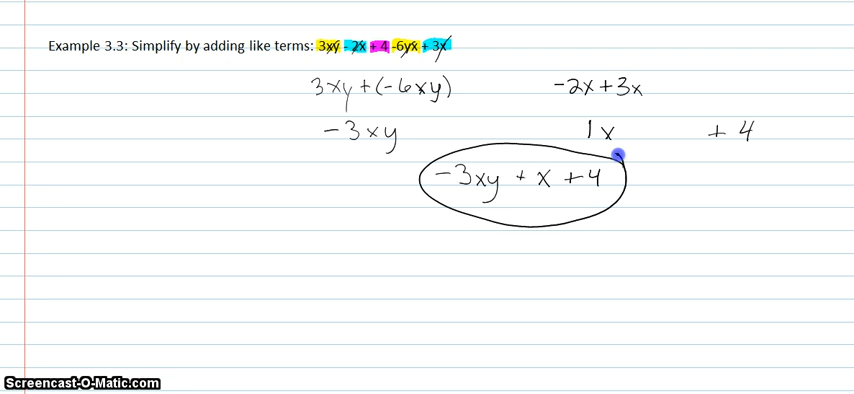 Example 3.3: Simplify by adding like terms: 3xy - 2x + 4 -6yx + 3x
3xy + (-6xy) -2x + 3x
-3xy 1x + 4
-3xy + x + 4
Screencast-O-Matic.com